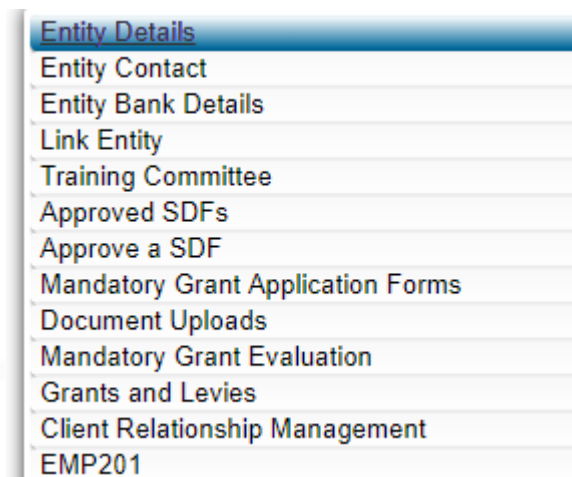 Entity Details
Entity Contact
Entity Bank Details
Link Entity
Training Committee
Approved SDFs
Approve a SDF
Mandatory Grant Application Forms
Document Uploads
Mandatory Grant Evaluation
Grants and Levies
Client Relationship Management
EMP201